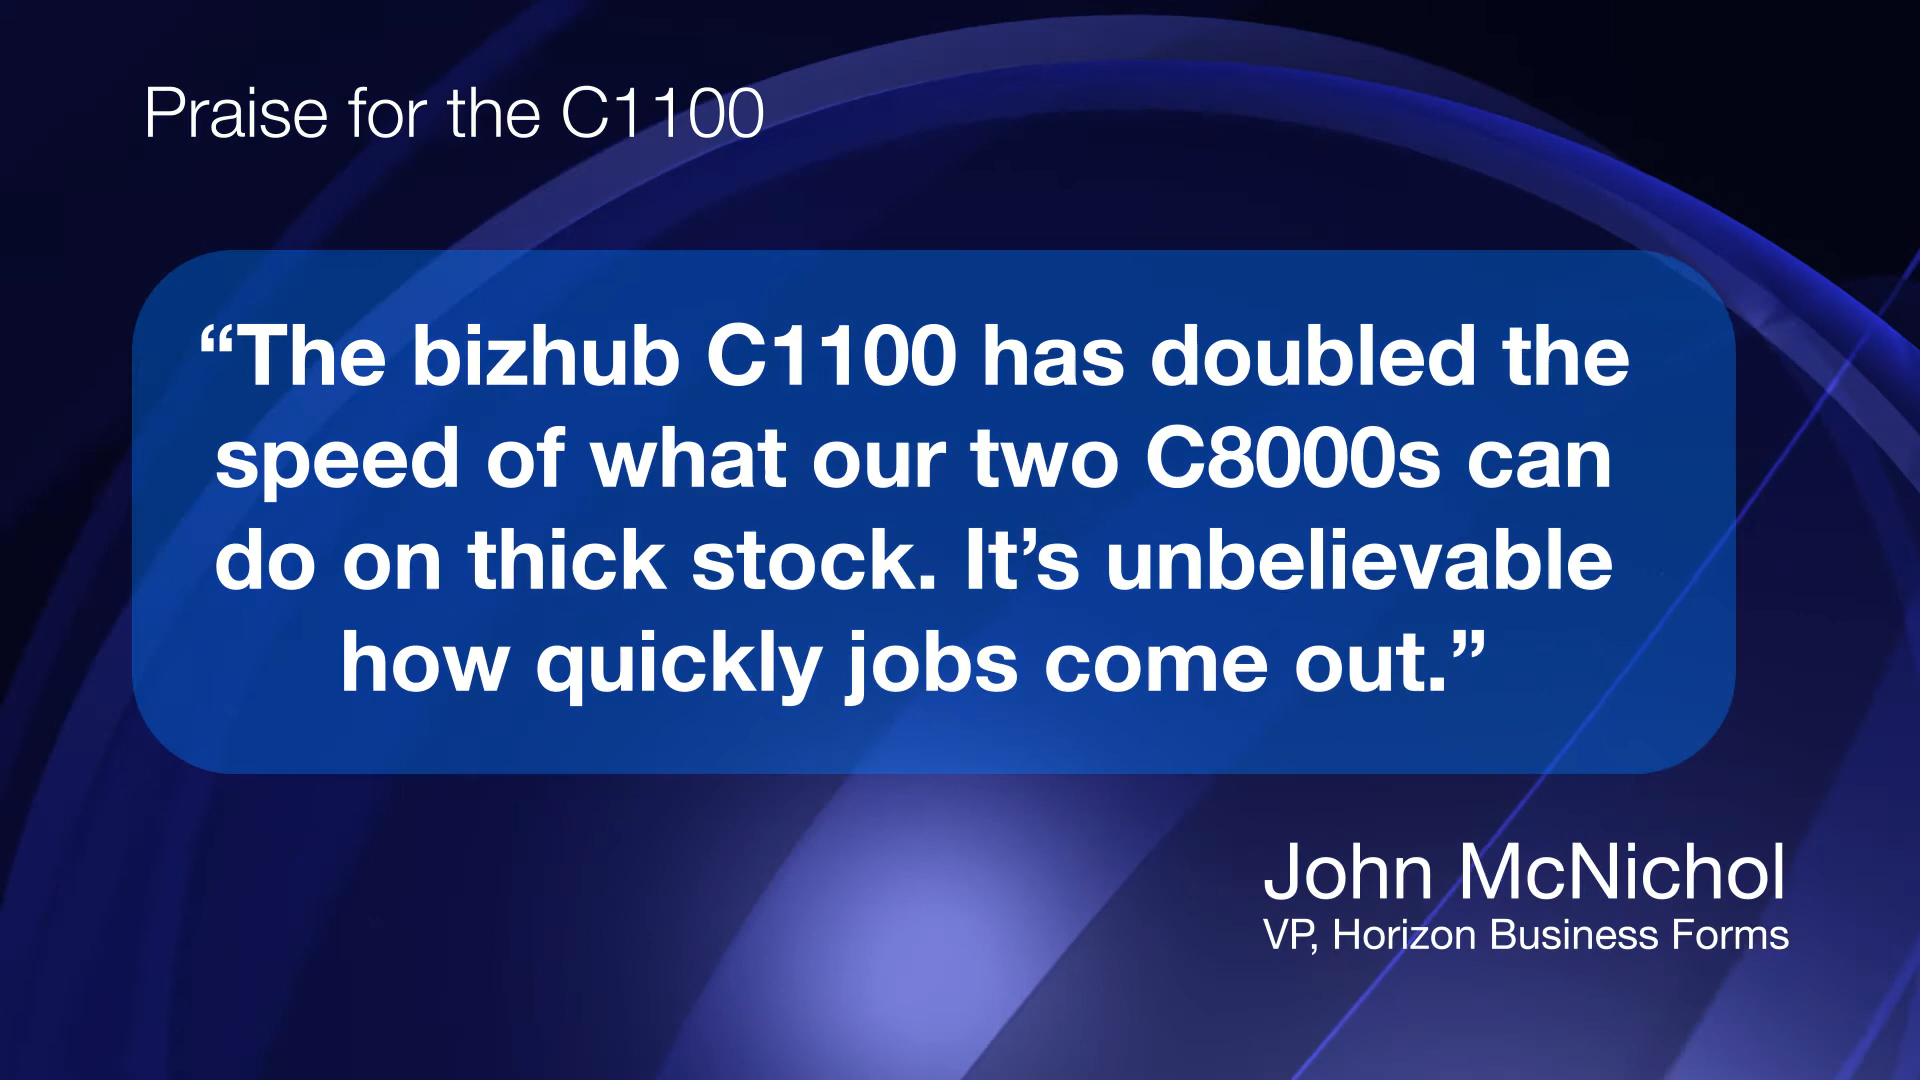 Praise for the C1100
“The bizhub C1100 has doubled the
speed of what our two C8000s can
do on thick stock. It’s unbelievable
how quickly jobs come out.”
John McNichol
VP, Horizon Business Forms